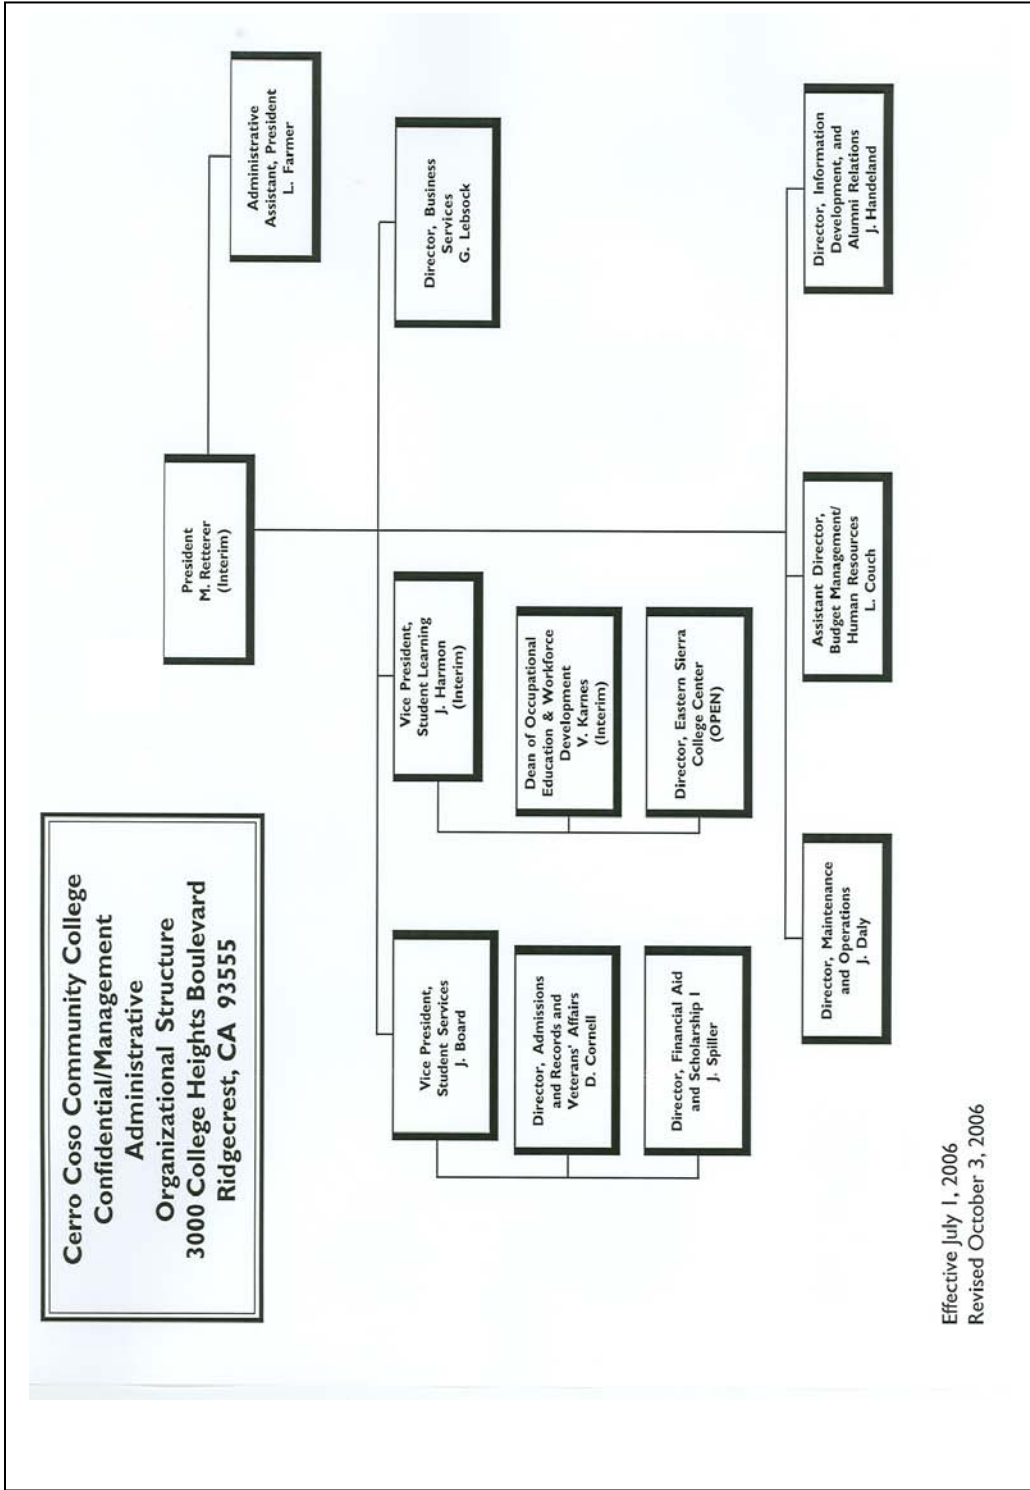 Cerro Coso Community College
Confidential/Management
Administrative
Organizational Structure
3000 College Heights Boulevard
Ridgecrest, CA 93555
President
M. Retterer
(Interim)
Administrative
Assistant, President
L. Farmer
Vice President,
Student Services
J. Board
Director, Admissions
and Records and
Veterans' Affairs
D. Cornell
Director, Financial Aid
and Scholarship I
J. Spiller
Vice President,
Student Learning
J. Harmon
(Interim)
Dean of Occupational
Education & Workforce
Development
V. Karnes
(Interim)
Director, Eastern Sierra
College Center
(OPEN)
Director, Business
Services
G. Lebsock
Director, Maintenance
and Operations
J. Daly
Assistant Director,
Budget Management/
Human Resources
L. Couch
Director, Information
Development, and
Alumni Relations
J. Handeland
Effective July 1, 2006
Revised October 3, 2006